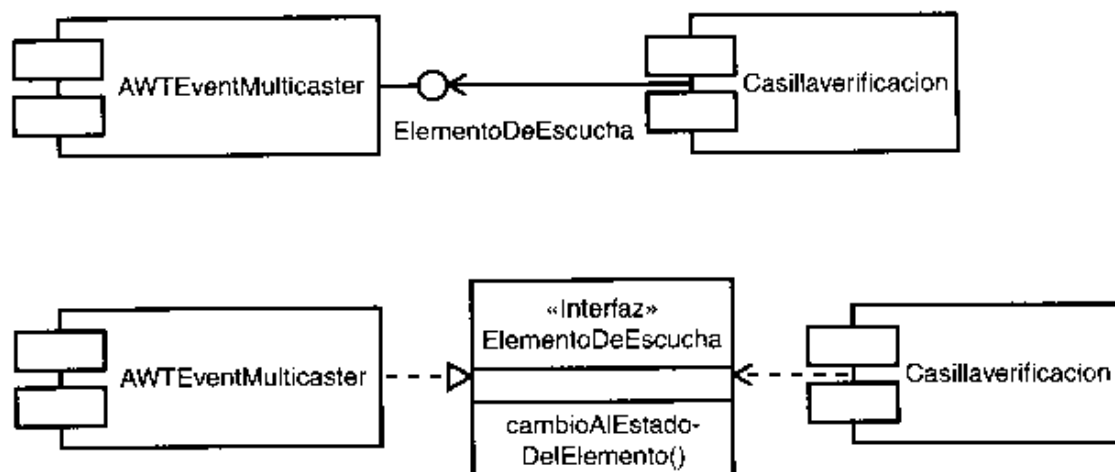 AWTEventMulticaster
Casillaverificacion
ElementoDeEscucha
«Interfaz»
ElementoDeEscucha
AWTEventMulticaster
Casillaverificacion
cambioAlEstado-
DelElemento()